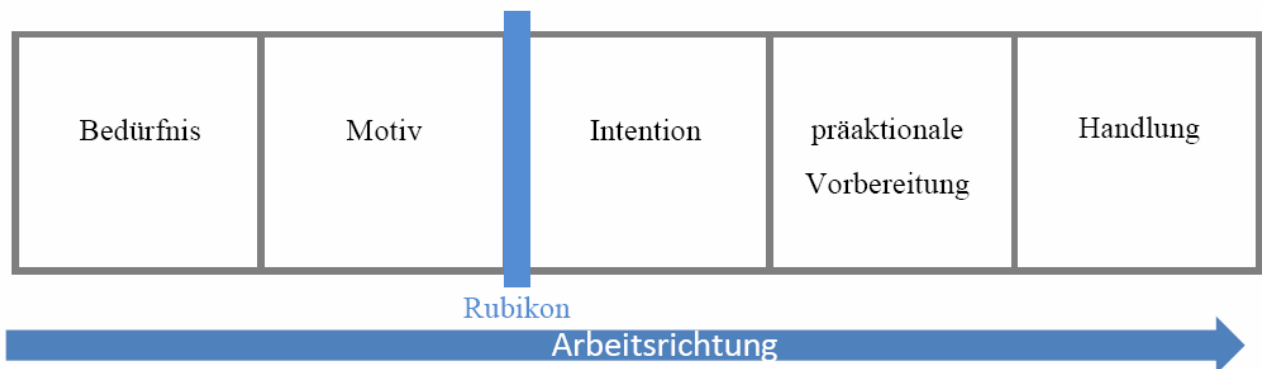 Bedürfnis
Motiv
Intention
präaktionale
Vorbereitung
Handlung
Rubikon
Arbeitsrichtung